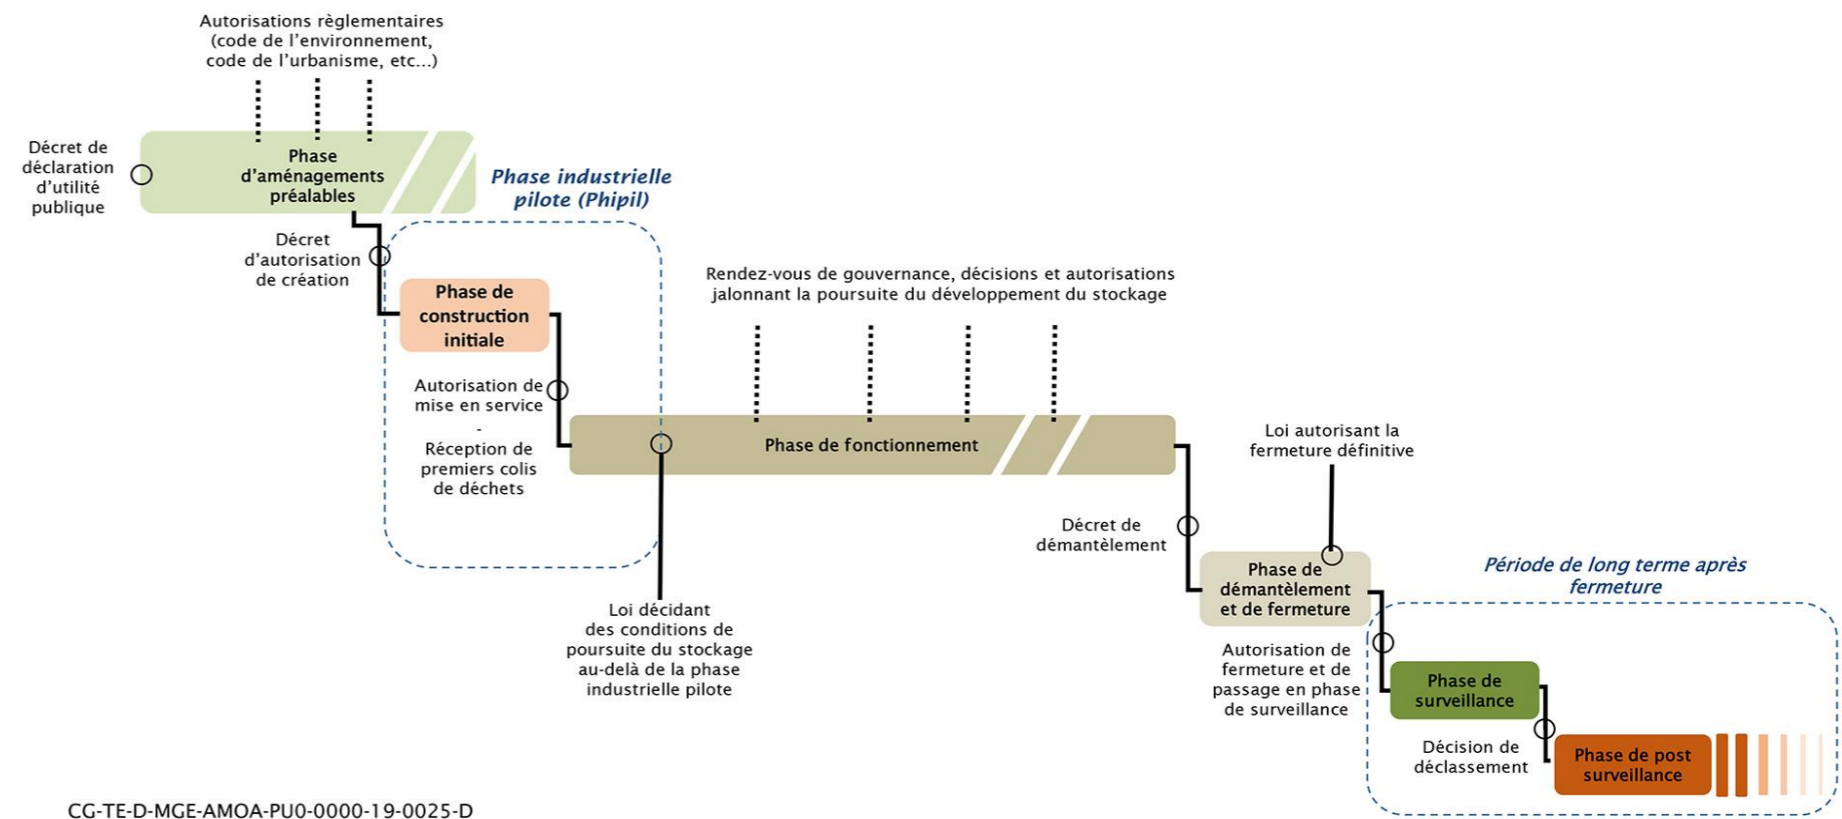 Autorisations règlementaires
(code de l'environnement,
code de l'urbanisme, etc...)
Décret de
déclaration
d'utilité
publique
Phase
d'aménagements
préalables
Phase industrielle
pilote (Phipil)
Décret
d'autorisation
de création
Phase de
construction
initiale
Rendez-vous de gouvernance, décisions et autorisations
jalonnant la poursuite du développement du stockage
Autorisation de
mise en service
-
Réception de
premiers colis
de déchets
Phase de fonctionnement
Loi autorisant la
fermeture définitive
Décret de
démantèlement
Phase de
démantèlement
et de fermeture
Période de long terme après
fermeture
Loi décidant
des conditions de
poursuite du stockage
au-delà de la phase
industrielle pilote
Autorisation de
fermeture et de
passage en phase
de surveillance
Phase de
surveillance
Décision de
déclassement
Phase de post
surveillance
CG-TE-D-MGE-AMOA-PU0-0000-19-0025-D